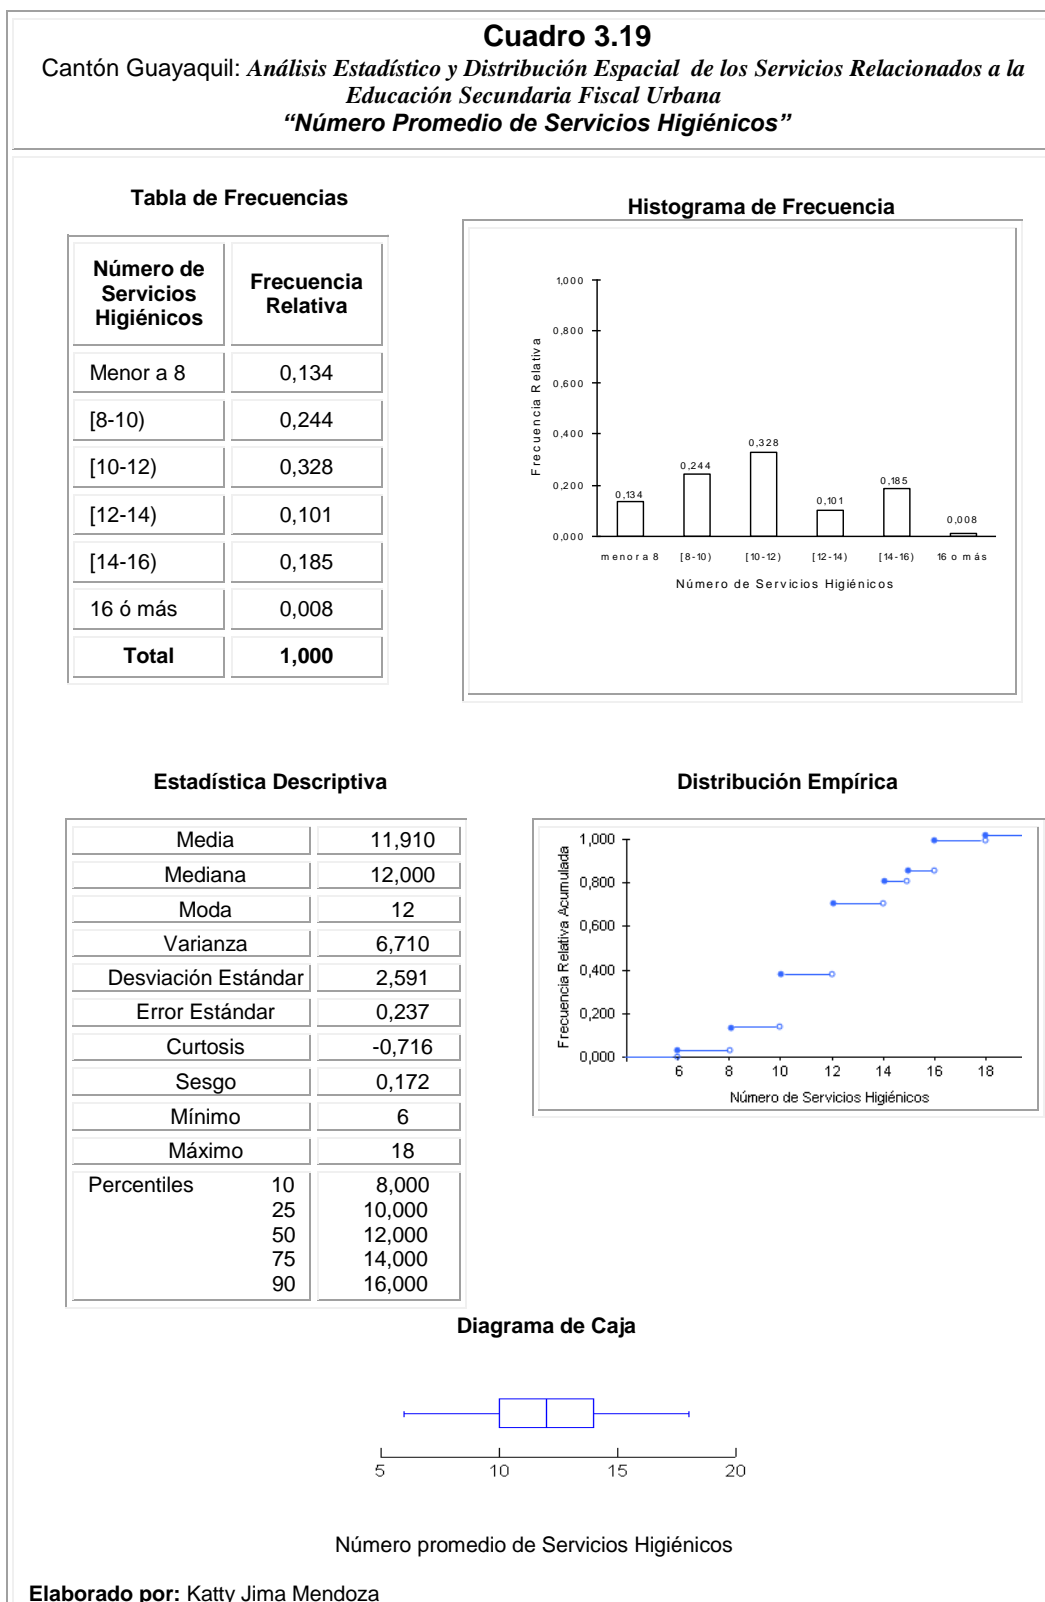 Cuadro 3.19
Cantón Guayaquil: Análisis Estadístico y Distribución Espacial de los Servicios Relacionados a la
Educación Secundaria Fiscal Urbana
“Número Promedio de Servicios Higiénicos”
Tabla de Frecuencias
Número de Servicios Higiénicos Frecuencia Relativa
Menor a 8 0,134
[8-10) 0,244
[10-12) 0,328
[12-14) 0,101
[14-16) 0,185
16 ó más 0,008
Total 1,000
Histograma de Frecuencia
Frecuencia Relativa
1,000
0,800
0,600
0,400
0,200
0,000
0,134
0,244
0,328
0,101
0,185
0,008
menor a 8 [8-10) [10-12) [12-14) [14-16) 16 o más
Número de Servicios Higiénicos
Estadística Descriptiva
Media 11,910
Mediana 12,000
Moda 12
Varianza 6,710
Desviación Estándar 2,591
Error Estándar 0,237
Curtosis -0,716
Sesgo 0,172
Mínimo 6
Máximo 18
Percentiles 10 8,000
25 10,000
50 12,000
75 14,000
90 16,000
Distribución Empírica
Frecuencia Relativa Acumulada
1,000
0,800
0,600
0,400
0,200
0,000
6 8 10 12 14 16 18
Número de Servicios Higiénicos
Diagrama de Caja
5 10 15 20
Número promedio de Servicios Higiénicos
Elaborado por: Katty Jima Mendoza